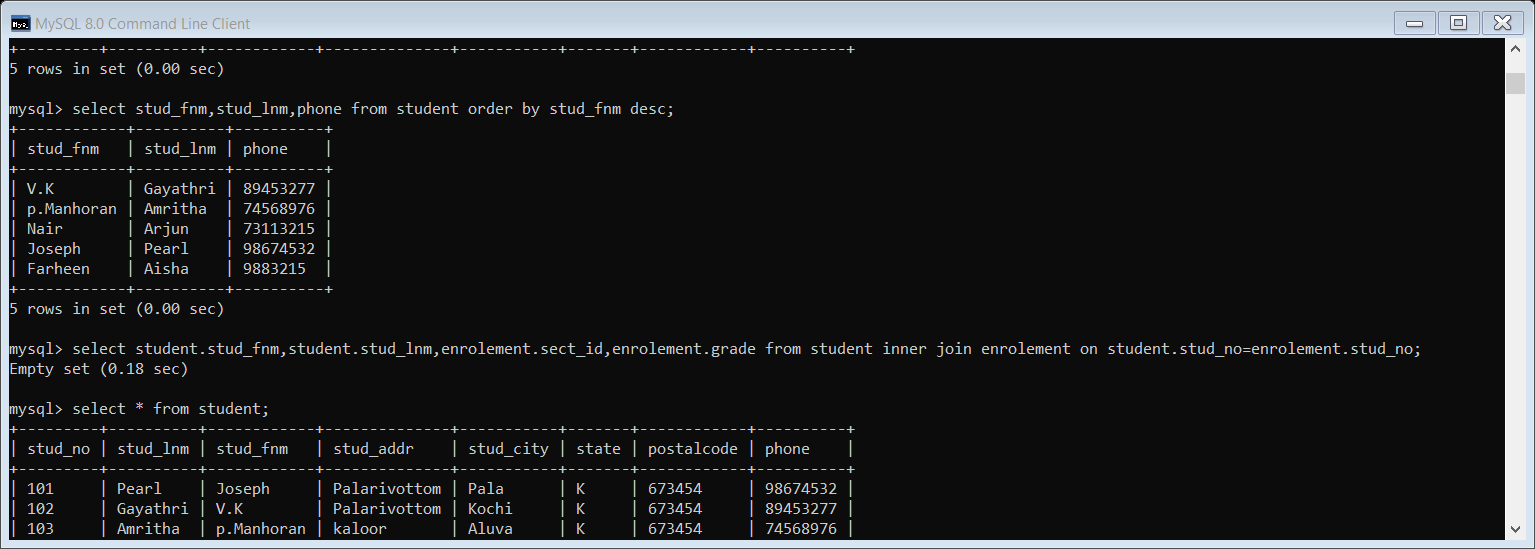 MySQL 8.0 Command Line Client
+---------+----------+------------+-------------+-----------+-------+------------+----------+
5 rows in set (0.00 sec)
mysql> select stud_fnm,stud_lnm,phone from student order by stud_fnm desc;
+------------+----------+----------+
| stud_fnm   | stud_lnm | phone    |
+------------+----------+----------+
| V.K        | Gayathri | 89453277 |
| p.Manhoran | Amritha  | 74568976 |
| Nair       | Arjun    | 73113215 |
| Joseph     | Pearl    | 98674532 |
| Farheen    | Aisha    | 9883215  |
+------------+----------+----------+
5 rows in set (0.00 sec)
mysql> select student.stud_fnm,student.stud_lnm,enrolement.sect_id,enrolement.grade from student inner join enrolement on student.stud_no=enrolement.stud_no;
Empty set (0.18 sec)
mysql> select * from student;
+---------+----------+------------+-------------+-----------+-------+------------+----------+
| stud_no | stud_lnm | stud_fnm   | stud_addr   | stud_city | state | postalcode | phone    |
+---------+----------+------------+-------------+-----------+-------+------------+----------+
| 101     | Pearl    | Joseph     | Palarivottom | Pala      | K     | 673454     | 98674532 |
| 102     | Gayathri | V.K        | Palarivottom | Kochi     | K     | 673454     | 89453277 |
| 103     | Amritha  | p.Manhoran | kaloor      | Aluva     | K     | 673454     | 74568976 |